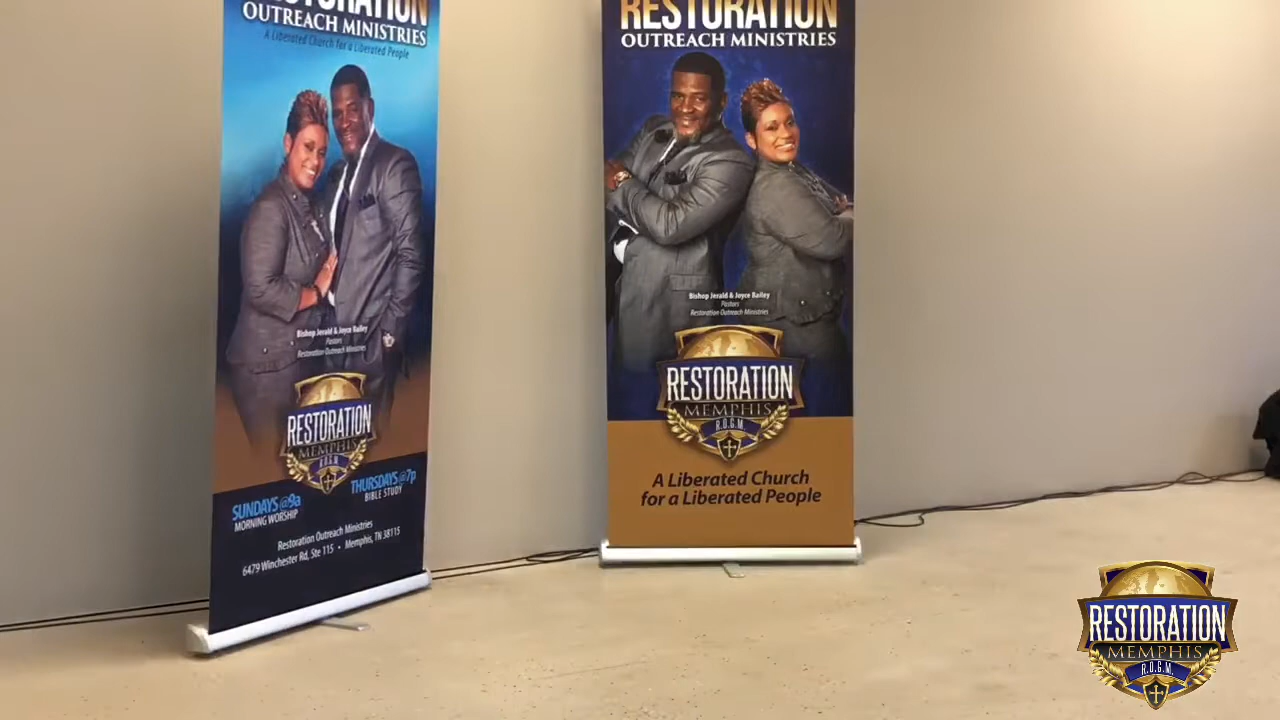 RESTORATION
OUTREACH MINISTRIES
A Liberated Church for a Liberated People
Bishop Jerald & Joyce Bailey
Pastors
Restoration Outreach Ministries
RESTORATION
MEMPHIS
R.O.G.M.
SUNDAYS @9a
MORNING WORSHIP
THURSDAYS @7p
BIBLE STUDY
Restoration Outreach Ministries
6479 Winchester Rd, Ste 115 • Memphis, TN 38115
RESTORATION
OUTREACH MINISTRIES
Bishop Jerald & Joyce Bailey
Pastors
Restoration Outreach Ministries
RESTORATION
MEMPHIS
R.O.G.M.
A Liberated Church
for a Liberated People
RESTORATION
MEMPHIS
R.O.G.M.